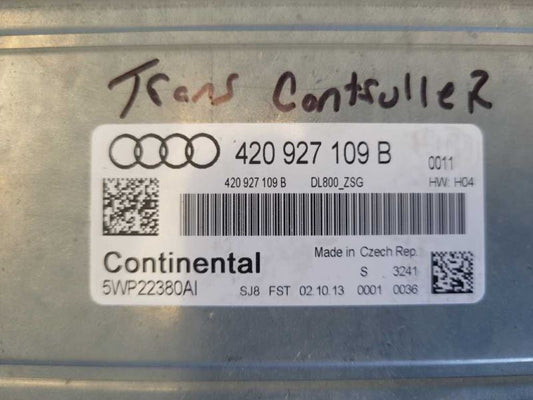 Trans ContrulleR
420 927 109 B 0011
420 927 109 B DL800_ZSG HW: H04
Continental Made in Czech Rep.
S 3241
5WP22380AI SJ8 FST 02.10.13 0001 0036